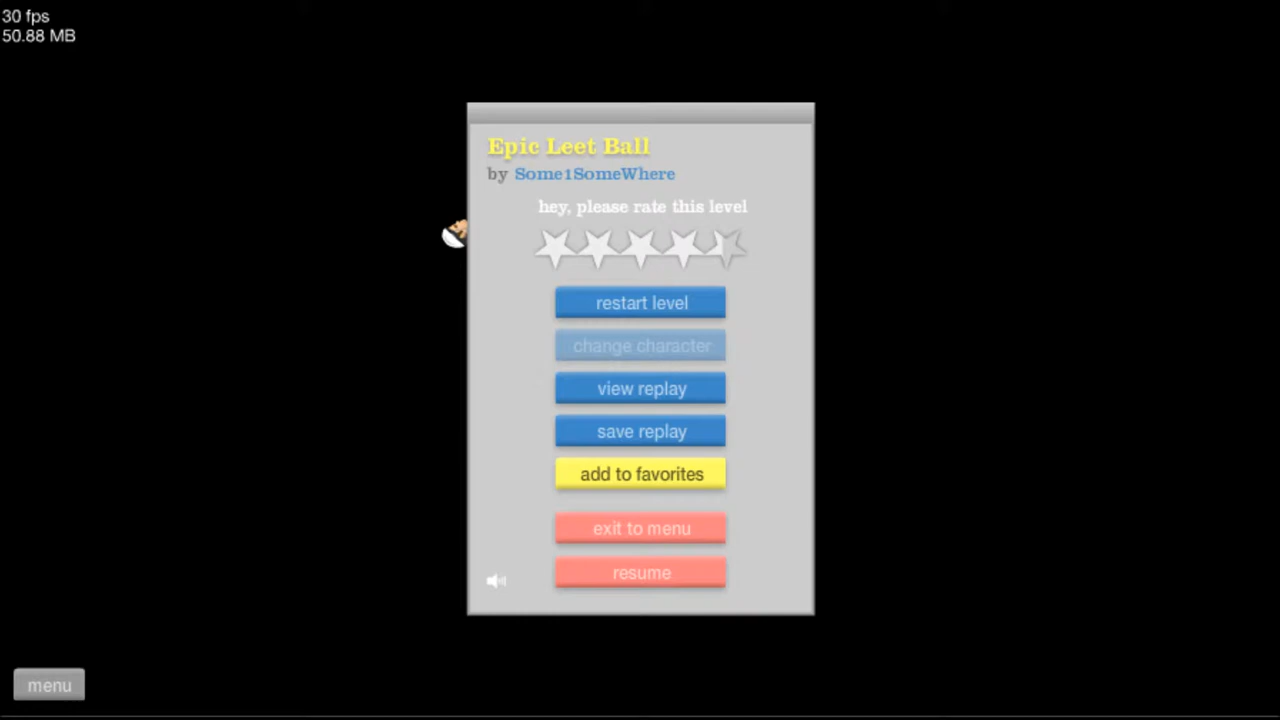 30 fps
50.88 MB
Epic Leet Ball
by Some1SomeWhere
hey, please rate this level
restart level
change character
view replay
save replay
add to favorites
exit to menu
resume
menu